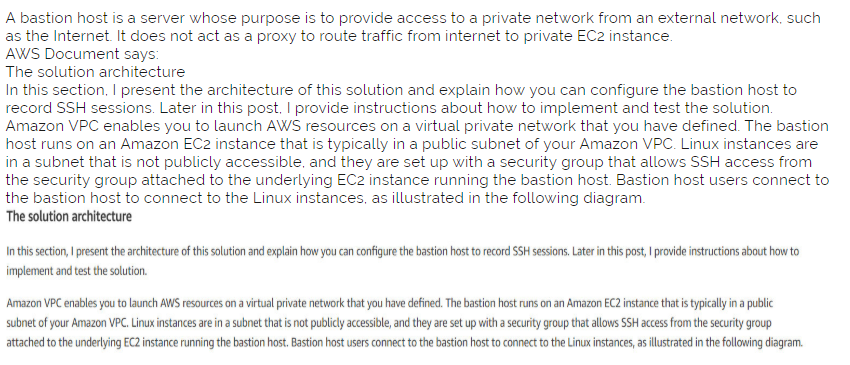 A bastion host is a server whose purpose is to provide access to a private network from an external network, such
as the Internet. It does not act as a proxy to route traffic from internet to private EC2 instance.
AWS Document says:
The solution architecture
In this section, I present the architecture of this solution and explain how you can configure the bastion host to
record SSH sessions. Later in this post, I provide instructions about how to implement and test the solution.
Amazon VPC enables you to launch AWS resources on a virtual private network that you have defined. The bastion
host runs on an Amazon EC2 instance that is typically in a public subnet of your Amazon VPC. Linux instances are
in a subnet that is not publicly accessible, and they are set up with a security group that allows SSH access from
the security group attached to the underlying EC2 instance running the bastion host. Bastion host users connect to
the bastion host to connect to the Linux instances, as illustrated in the following diagram.
The solution architecture
In this section, I present the architecture of this solution and explain how you can configure the bastion host to record SSH sessions. Later in this post, I provide instructions about how to
implement and test the solution.
Amazon VPC enables you to launch AWS resources on a virtual private network that you have defined. The bastion host runs on an Amazon EC2 instance that is typically in a public
subnet of your Amazon VPC. Linux instances are in a subnet that is not publicly accessible, and they are set up with a security group that allows SSH access from the security group
attached to the underlying EC2 instance running the bastion host. Bastion host users connect to the bastion host to connect to the Linux instances, as illustrated in the following diagram.